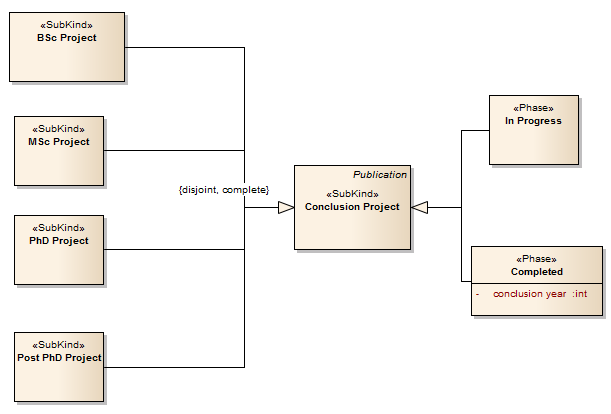 «SubKind»
BSc Project
«SubKind»
MSc Project
«SubKind»
PhD Project
«SubKind»
Post PhD Project
{disjoint, complete}
Publication
«SubKind»
Conclusion Project
«Phase»
In Progress
«Phase»
Completed
- conclusion year :int